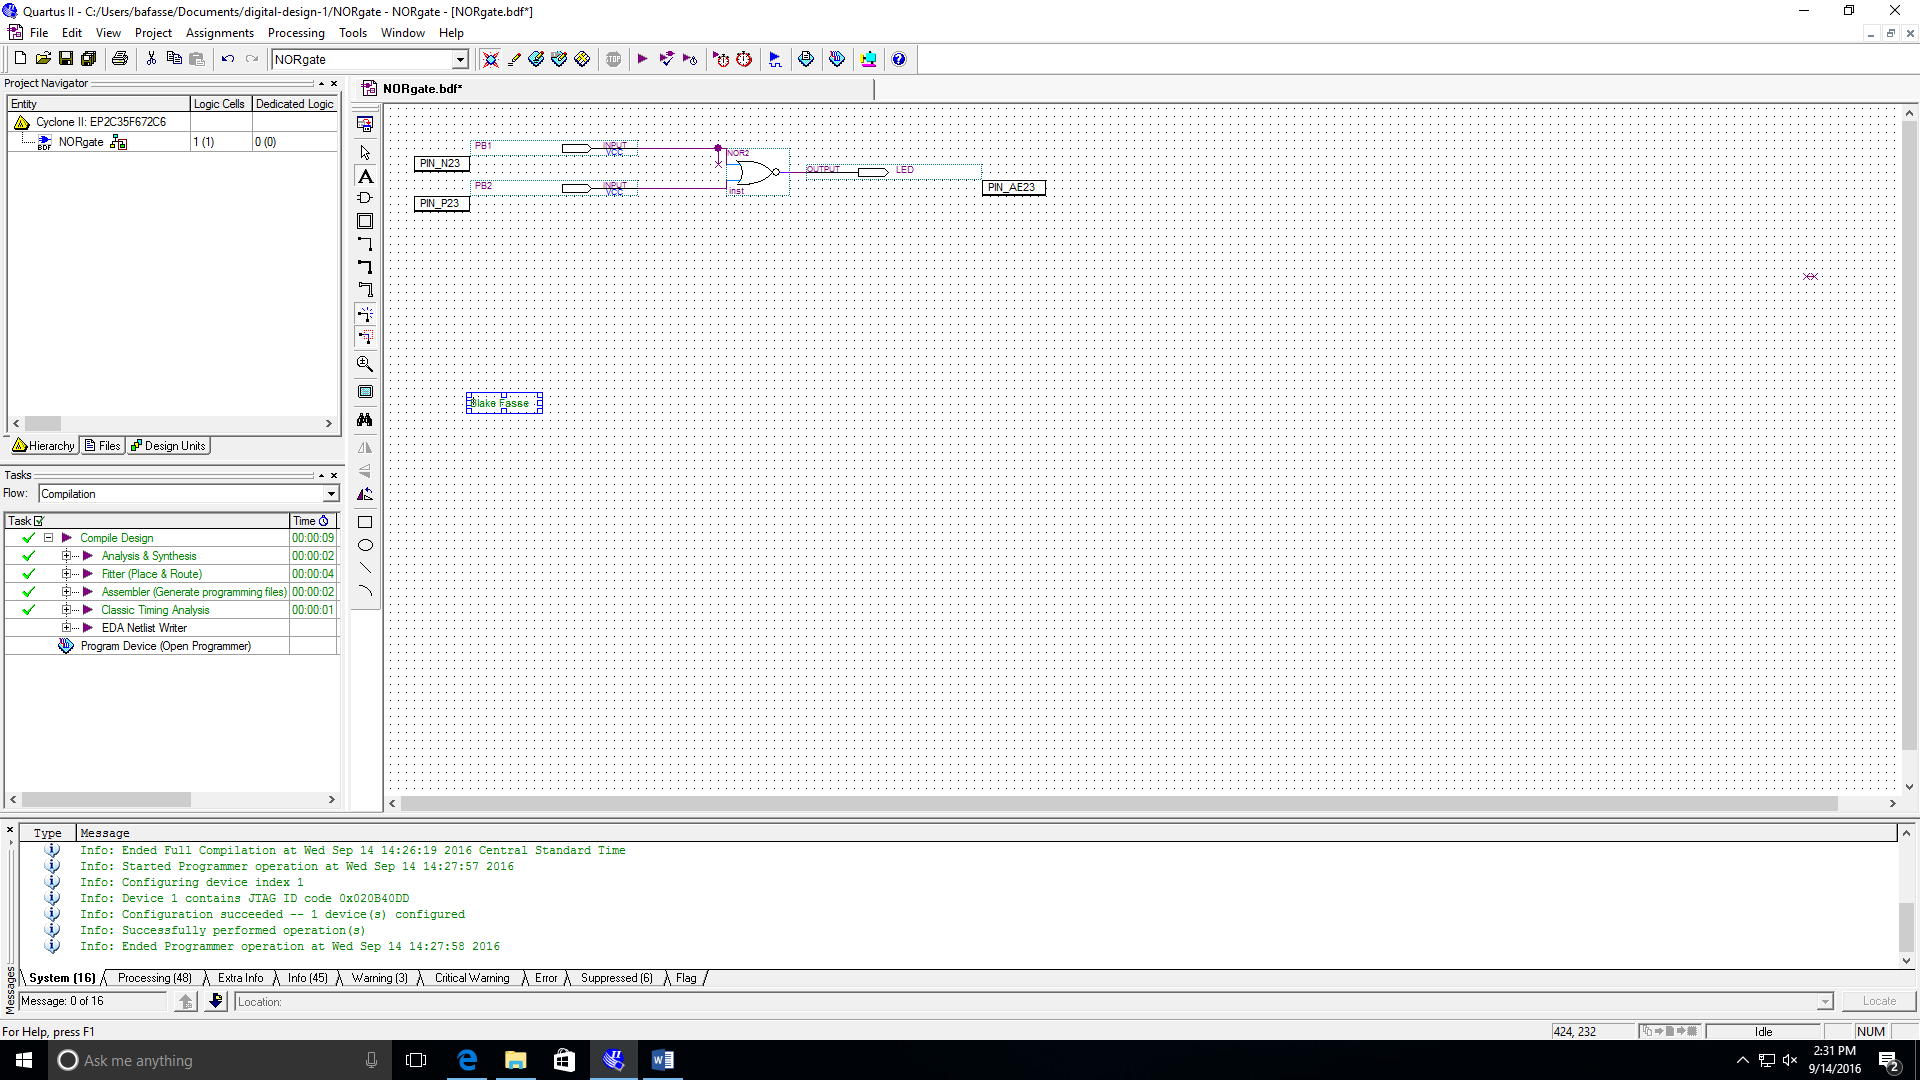 Quartus II - C:/Users/bafasse/Documents/digital-design-1/NORgate - NORgate - [NORgate.bdf*]
File Edit View Project Assignments Processing Tools Window Help
NORgate
Project Navigator
NORgate.bdf*
Entity Logic Cells Dedicated Logic
Cyclone II: EP2C35F672C6
NORgate 1 (1) 0 (0)
PB1 INPUT VCC
PIN_N23
NOR2
PB2 INPUT VCC
PIN_P23
inst
OUTPUT LED
PIN_AE23
Blake Fasse
Hierarchy Files Design Units
Tasks
Flow: Compilation
Task Time
Compile Design 00:00:09
Analysis & Synthesis 00:00:02
Fitter (Place & Route) 00:00:04
Assembler (Generate programming files) 00:00:02
Classic Timing Analysis 00:00:01
EDA Netlist Writer
Program Device (Open Programmer)
Type Message
Info: Ended Full Compilation at Wed Sep 14 14:26:19 2016 Central Standard Time
Info: Started Programmer operation at Wed Sep 14 14:27:57 2016
Info: Configuring device index 1
Info: Device 1 contains JTAG ID code 0x020B40DD
Info: Configuration succeeded -- 1 device(s) configured
Info: Successfully performed operation(s)
Info: Ended Programmer operation at Wed Sep 14 14:27:58 2016
System (16) Processing (48) Extra Info Info (45) Warning (3) Critical Warning Error Suppressed (6) Flag
Messages
Message: 0 of 16 Location: Locate
For Help, press F1 424, 232 Idle NUM
Ask me anything
2:31 PM
9/14/2016
2